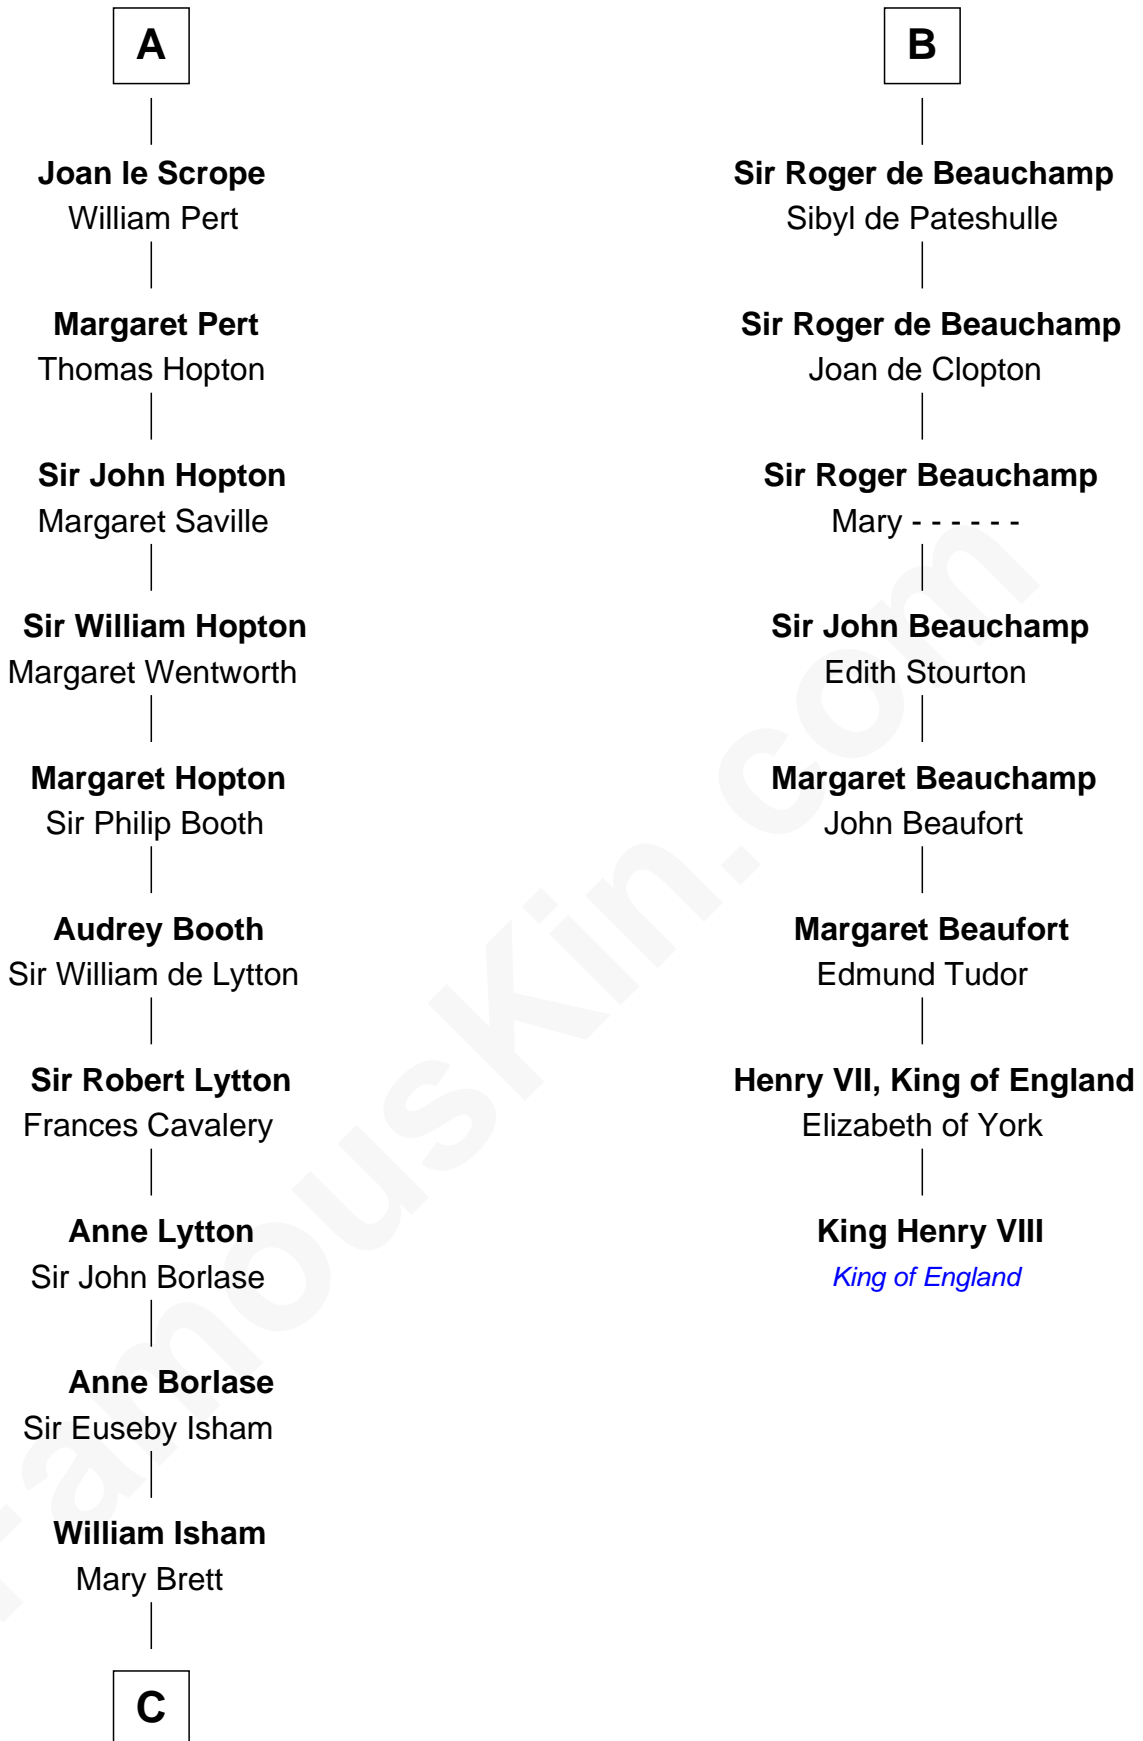 A
Joan le Scrope
William Pert
Margaret Pert
Thomas Hopton
Sir John Hopton
Margaret Saville
Sir William Hopton
Margaret Wentworth
Margaret Hopton
Sir Philip Booth
Audrey Booth
Sir William de Lytton
Sir Robert Lytton
Frances Cavalery
Anne Lytton
Sir John Borlase
Anne Borlase
Sir Euseby Isham
William Isham
Mary Brett
C
B
Sir Roger de Beauchamp
Sibyl de Pateshulle
Sir Roger de Beauchamp
Joan de Clopton
Sir Roger Beauchamp
Mary - - - - - -
Sir John Beauchamp
Edith Stourton
Margaret Beauchamp
John Beaufort
Margaret Beaufort
Edmund Tudor
Henry VII, King of England
Elizabeth of York
King Henry VIII
King of England
FamousKin.com